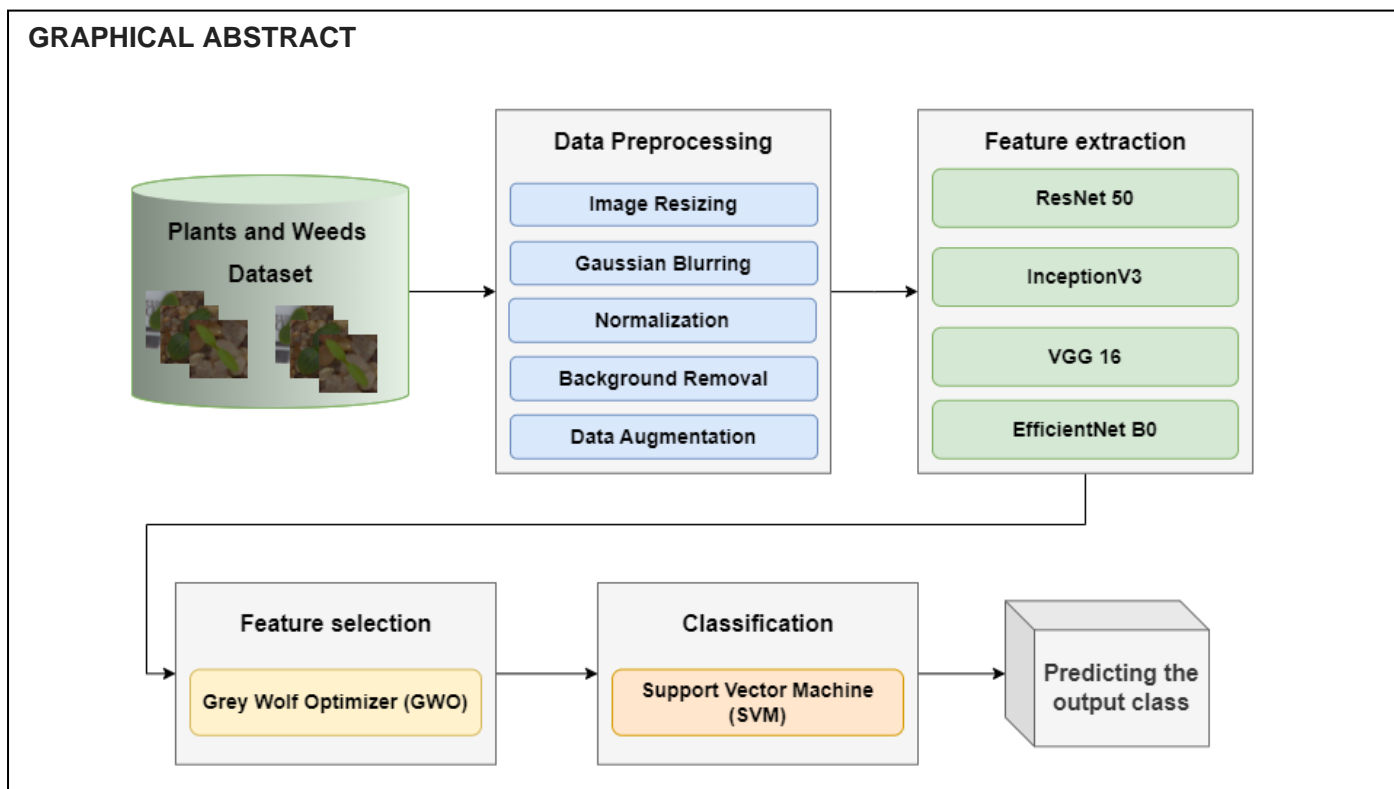 GRAPHICAL ABSTRACT
Plants and Weeds
Dataset
Data Preprocessing
Image Resizing
Gaussian Blurring
Normalization
Background Removal
Data Augmentation
Feature extraction
ResNet 50
InceptionV3
VGG 16
EfficientNet B0
Feature selection
Grey Wolf Optimizer (GWO)
Classification
Support Vector Machine
(SVM)
Predicting the
output class